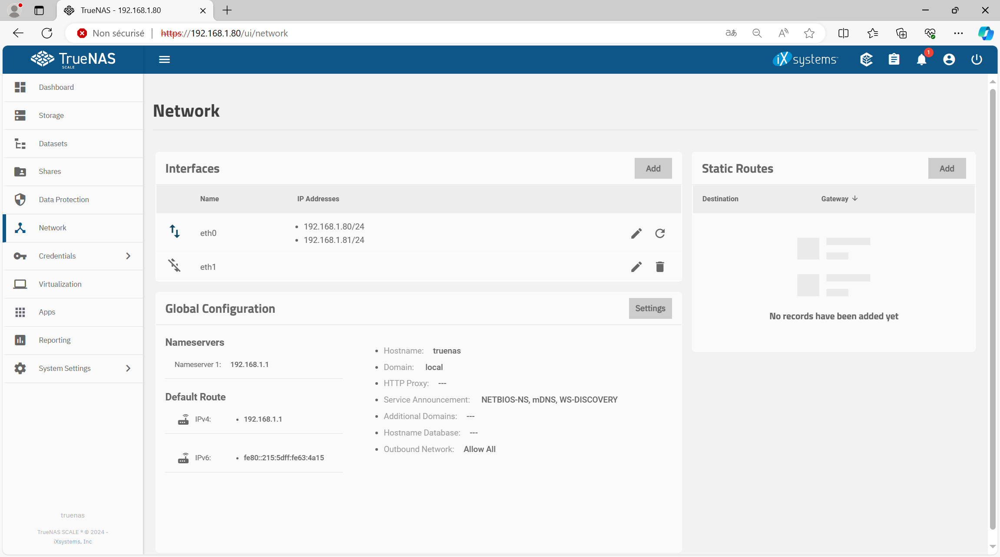 TrueNAS - 192.168.1.80
Non sécurisé
https://192.168.1.80/ui/network
TrueNAS
SCALE
iXsystems™
1
Dashboard
Storage
Datasets
Shares
Data Protection
Network
Credentials
Virtualization
Apps
Reporting
System Settings
truenas
TrueNAS SCALE ® © 2024 -
iXsystems, Inc
Network
Interfaces
Add
Name IP Addresses
eth0
192.168.1.80/24
192.168.1.81/24
eth1
Global Configuration
Settings
Nameservers
Nameserver 1: 192.168.1.1
Default Route
IPv4: • 192.168.1.1
IPv6: • fe80::215:5dff:fe63:4a15
• Hostname: truenas
• Domain: local
• HTTP Proxy: ---
• Service Announcement: NETBIOS-NS, mDNS, WS-DISCOVERY
• Additional Domains: ---
• Hostname Database: ---
• Outbound Network: Allow All
Static Routes
Add
Destination Gateway
No records have been added yet